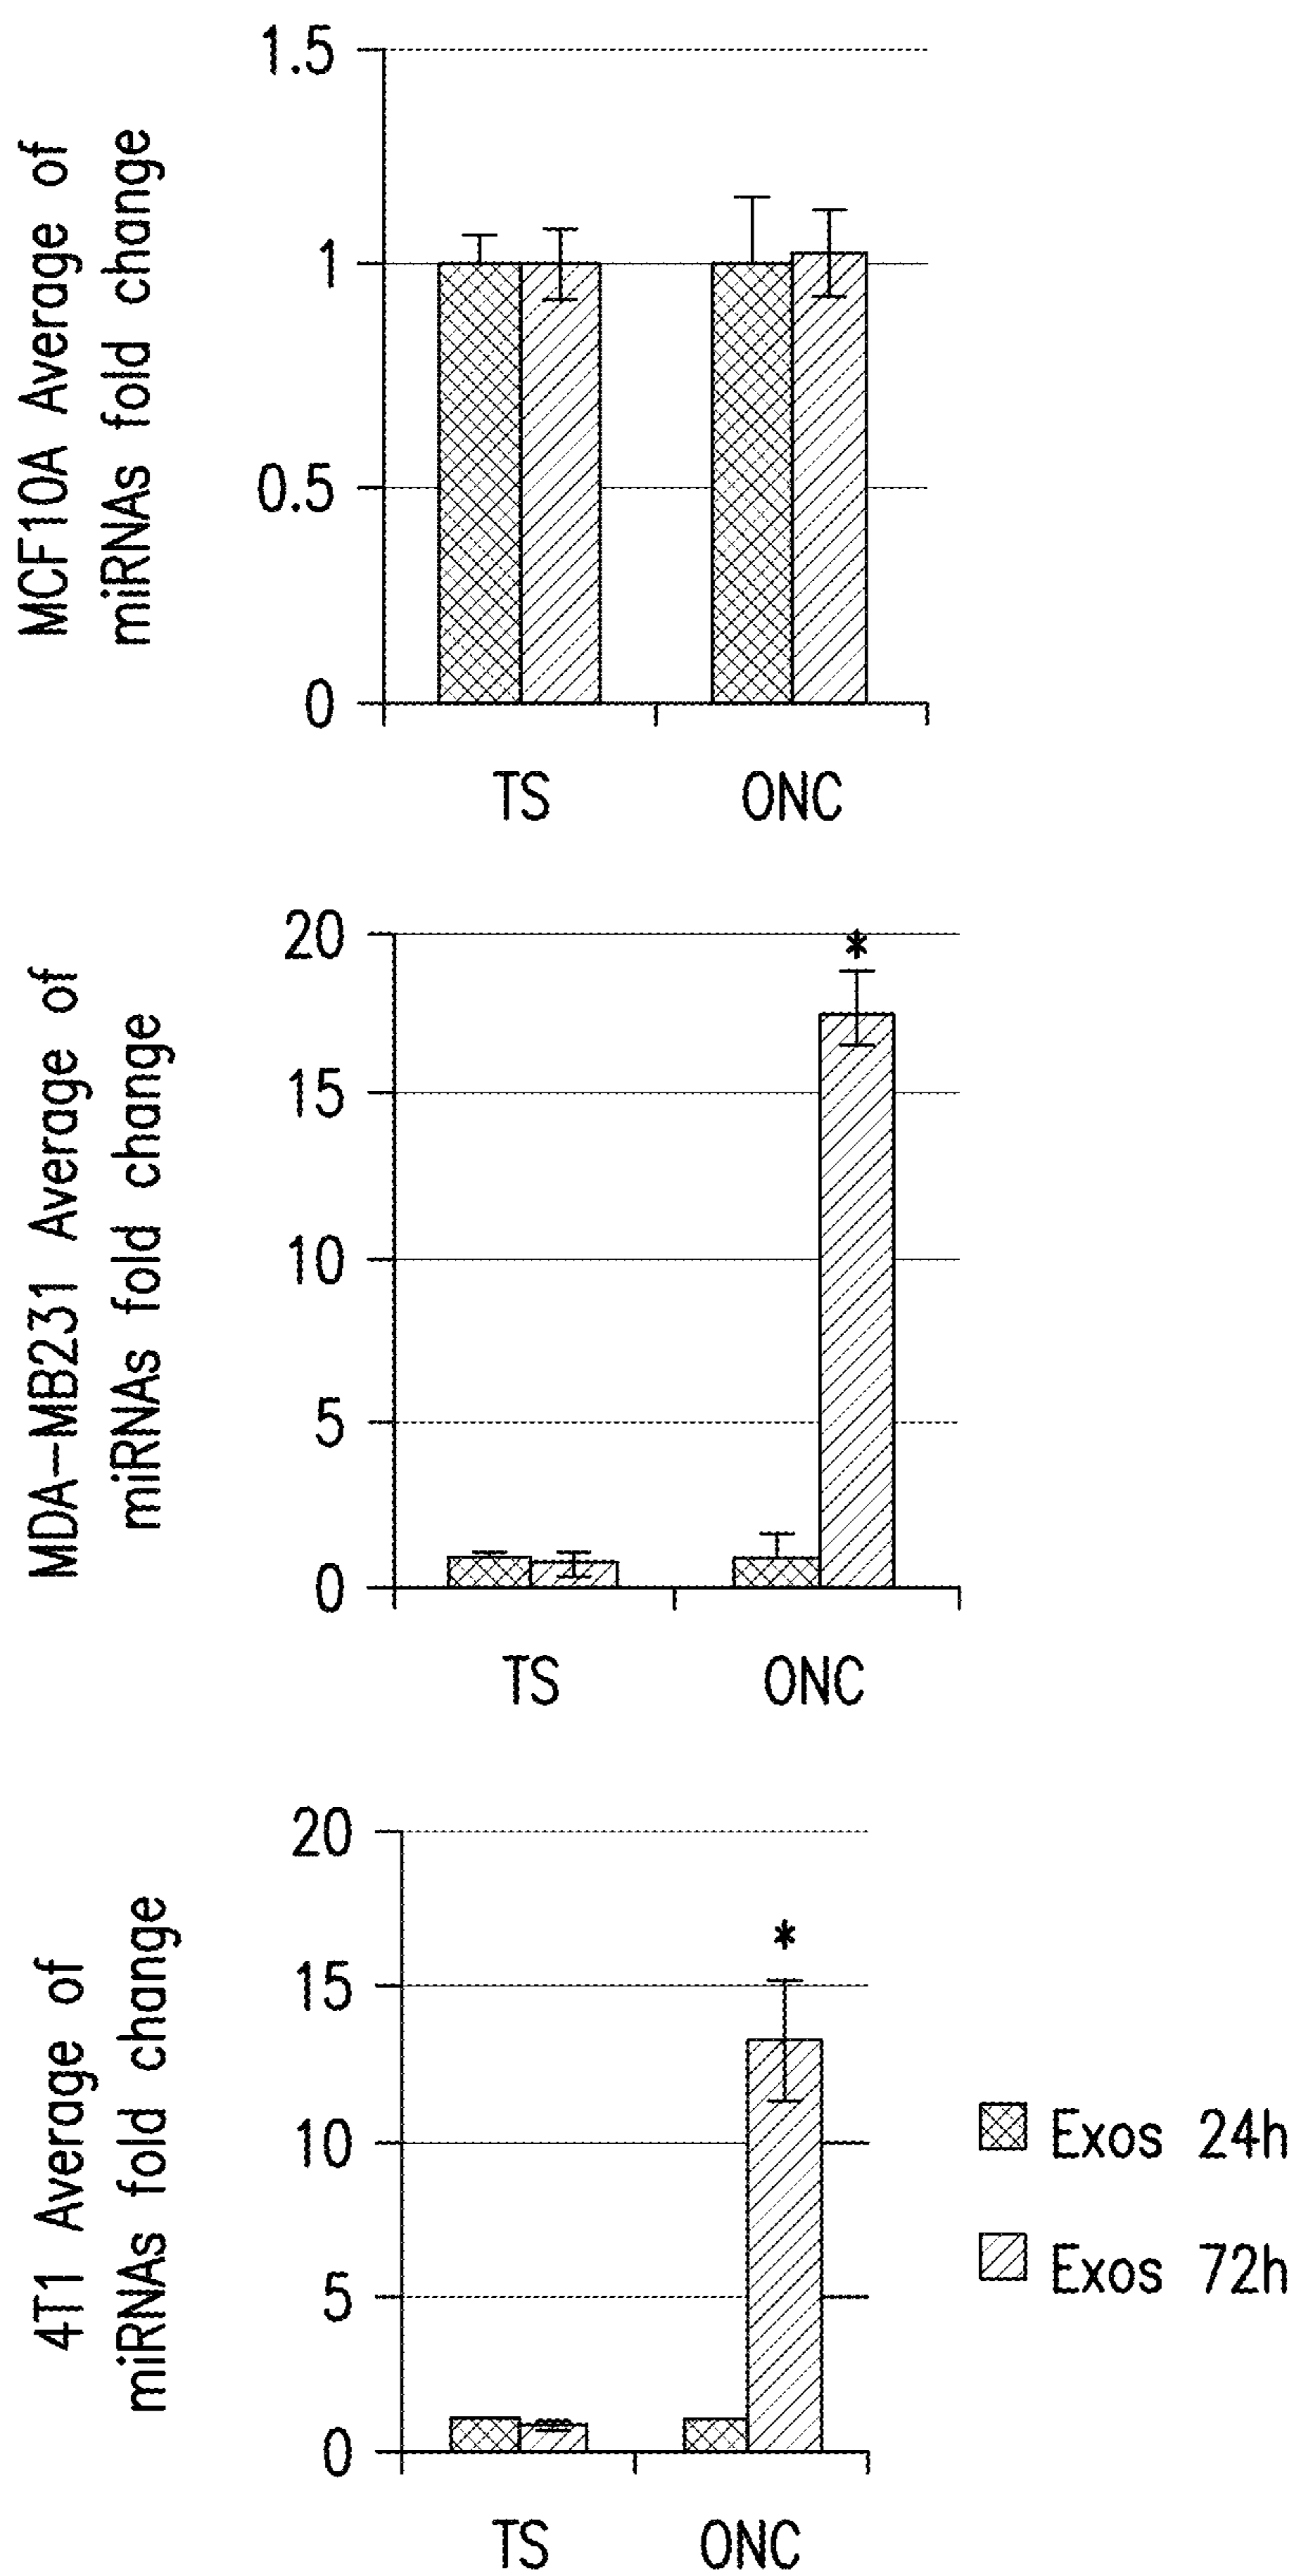 MCF10A Average of
miRNAs fold change
1.5
1
0.5
0
TS ONC
MDA-MB231 Average of
miRNAs fold change
20
15
10
5
0
*
TS ONC
4T1 Average of
miRNAs fold change
20
15
10
5
0
*
TS ONC
Exos 24h
Exos 72h